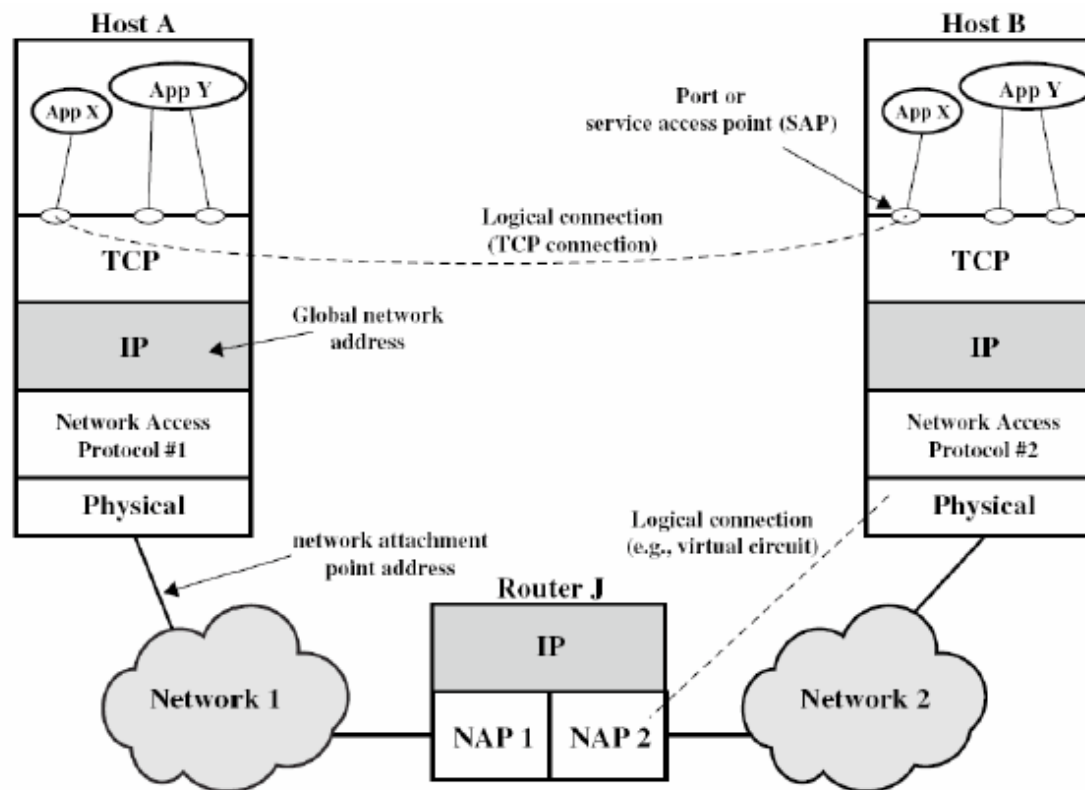 Host A
Host B
App X
App Y
Port or
service access point (SAP)
App X
App Y
Logical connection
(TCP connection)
TCP
TCP
Global network
address
IP
IP
Network Access
Protocol #1
Network Access
Protocol #2
Physical
Physical
Logical connection
(e.g., virtual circuit)
network attachment
point address
Router J
IP
Network 1
NAP 1
NAP 2
Network 2